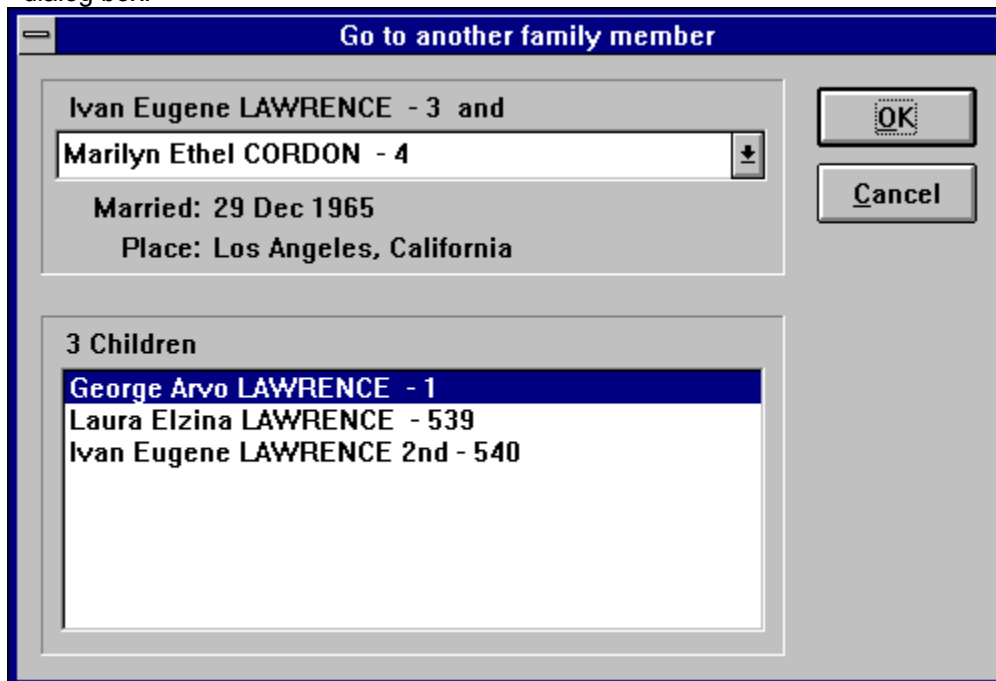 dialog box.
Go to another family member
Ivan Eugene LAWRENCE - 3 and
Marilyn Ethel CORDON - 4
Married: 29 Dec 1965
Place: Los Angeles, California
OK
Cancel
3 Children
George Arvo LAWRENCE - 1
Laura Elzina LAWRENCE - 539
Ivan Eugene LAWRENCE 2nd - 540